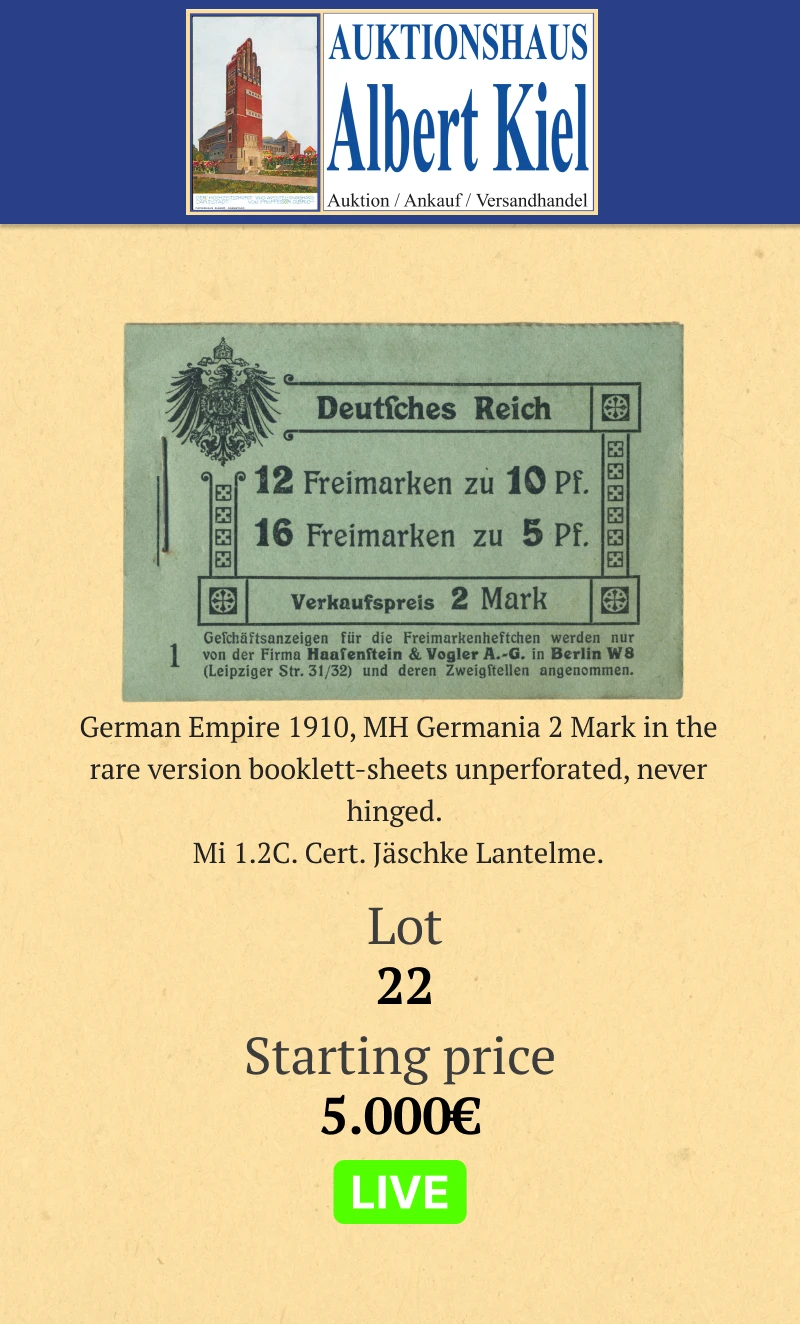 AUKTIONSHAUS
Albert Kiel
Auktion / Ankauf / Versandhandel
Deutſches Reich
12 Freimarken zu 10 Pf.
16 Freimarken zu 5 Pf.
Verkaufspreis 2 Mark
1
Geſchäftsanzeigen für die Freimarkenheftchen werden nur
von der Firma Haaſenſtein & Vogler A.-G. in Berlin W8
(Leipziger Str. 31/32) und deren Zweigſtellen angenommen.
German Empire 1910, MH Germania 2 Mark in the
rare version booklett-sheets unperforated, never
hinged.
Mi 1.2C. Cert. Jäschke Lantelme.
Lot
22
Starting price
5.000€
LIVE